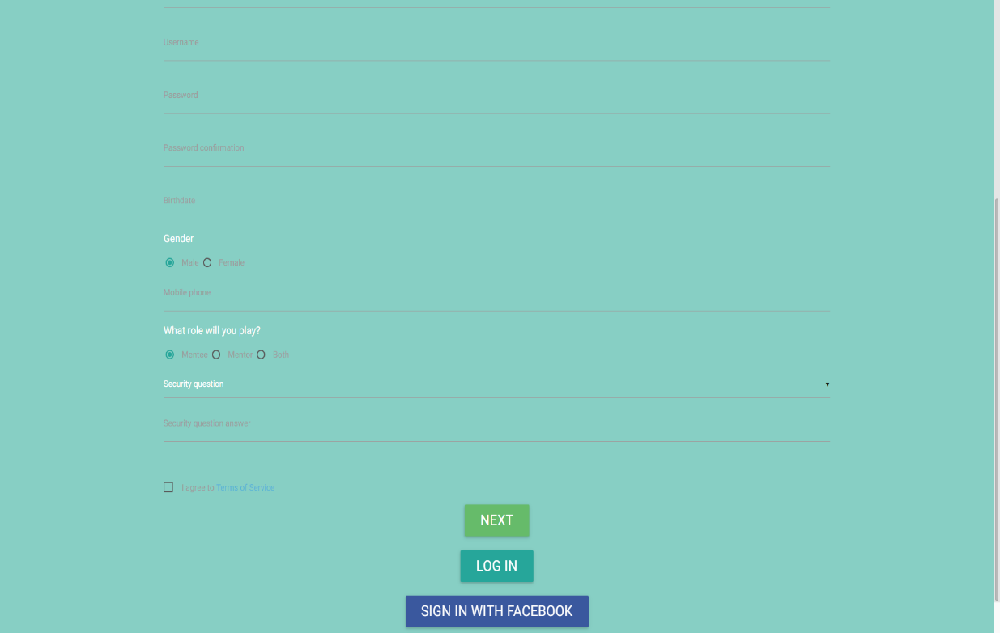 Username
Password
Password confirmation
Birthdate
Gender
Male Female
Mobile phone
What role will you play?
Mentee Mentor Both
Security question
Security question answer
I agree to Terms of Service
NEXT
LOG IN
SIGN IN WITH FACEBOOK